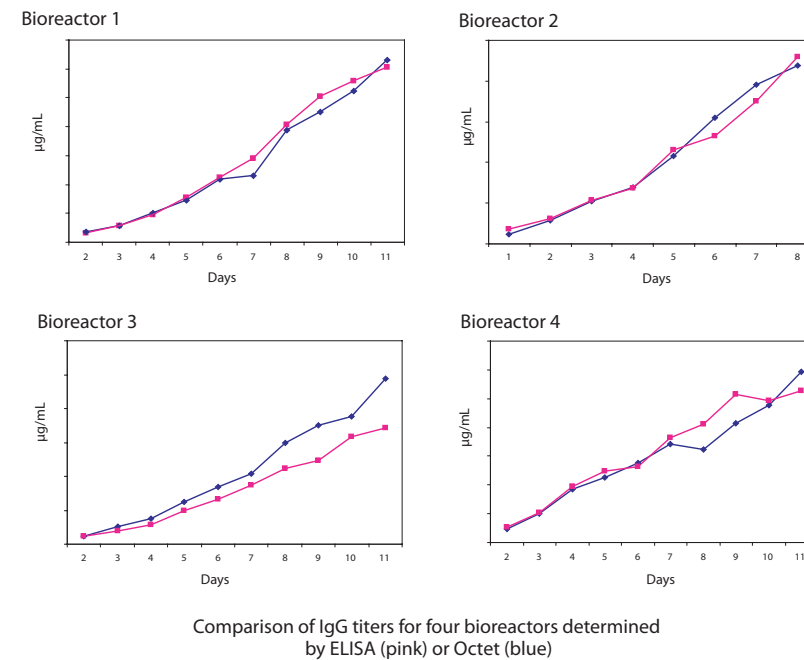 Bioreactor 1
µg/mL
2 3 4 5 6 7 8 9 10 11
Days
Bioreactor 2
µg/mL
1 2 3 4 5 6 7 8
Days
Bioreactor 3
µg/mL
2 3 4 5 6 7 8 9 10 11
Days
Bioreactor 4
µg/mL
2 3 4 5 6 7 8 9 10 11
Days
Comparison of IgG titers for four bioreactors determined
by ELISA (pink) or Octet (blue)